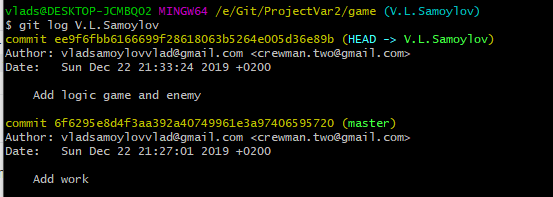 vlads@DESKTOP-JCMBQO2 MINGW64 /e/Git/ProjectVar2/game (V.L.Samoylov)
$ git log V.L.Samoylov
commit ee9f6fbb6166699f28618063b5264e005d36e89b (HEAD -> V.L.Samoylov)
Author: vladsamoylovvlad@gmail.com <crewman.two@gmail.com>
Date:   Sun Dec 22 21:33:24 2019 +0200
    Add logic game and enemy
commit 6f6295e8d4f3aa392a40749961e3a97406595720 (master)
Author: vladsamoylovvlad@gmail.com <crewman.two@gmail.com>
Date:   Sun Dec 22 21:27:01 2019 +0200
    Add work